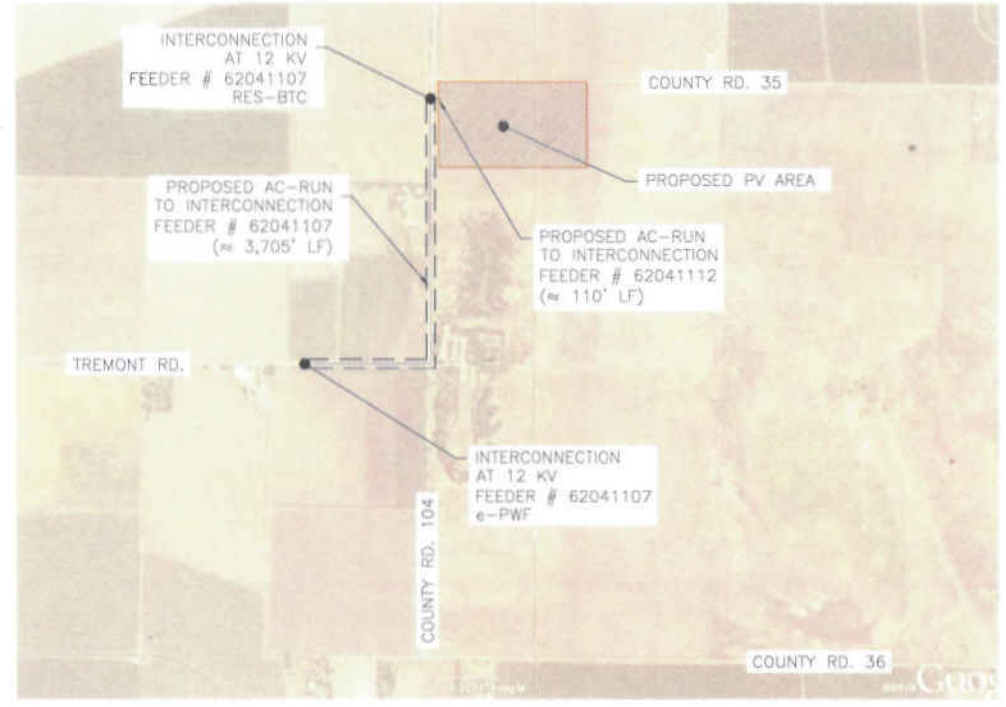 INTERCONNECTION
AT 12 KV
FEEDER # 62041107
RES-BTC
COUNTY RD. 35
PROPOSED AC-RUN
TO INTERCONNECTION
FEEDER # 62041107
(≈ 3,705' LF)
PROPOSED PV AREA
PROPOSED AC-RUN
TO INTERCONNECTION
FEEDER # 62041112
(≈ 110' LF)
TREMONT RD.
INTERCONNECTION
AT 12 KV
FEEDER # 62041107
e-PWF
COUNTY RD. 104
COUNTY RD. 36
Goog